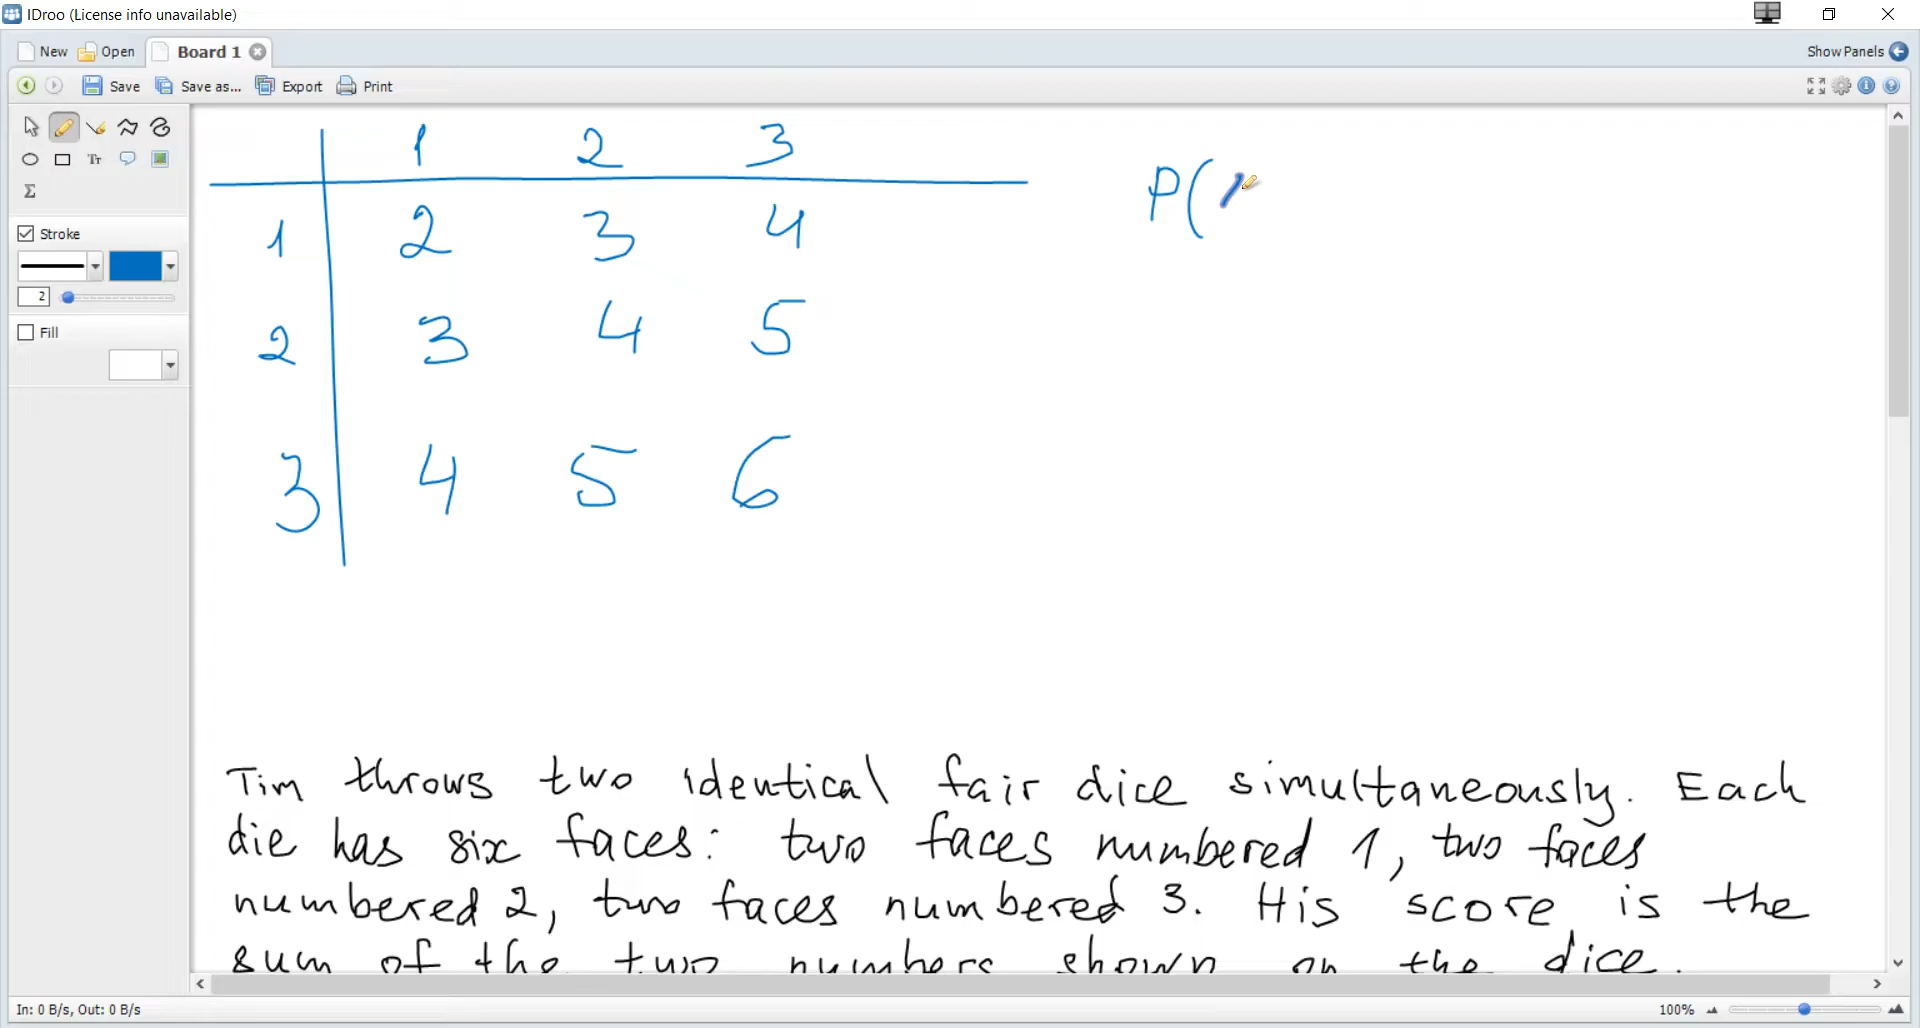 IDroo (License info unavailable)
New Open Board 1 Show Panels
Save Save as... Export Print
1 2 3
1 2 3 4
2 3 4 5
3 4 5 6
P(
Tt
Σ
Stroke
2
Fill
Tim throws two identical fair dice simultaneously. Each
die has six faces: two faces numbered 1, two faces
numbered 2, two faces numbered 3. His score is the
sum of the two numbers shown on the dice.
In: 0 B/s, Out: 0 B/s 100%